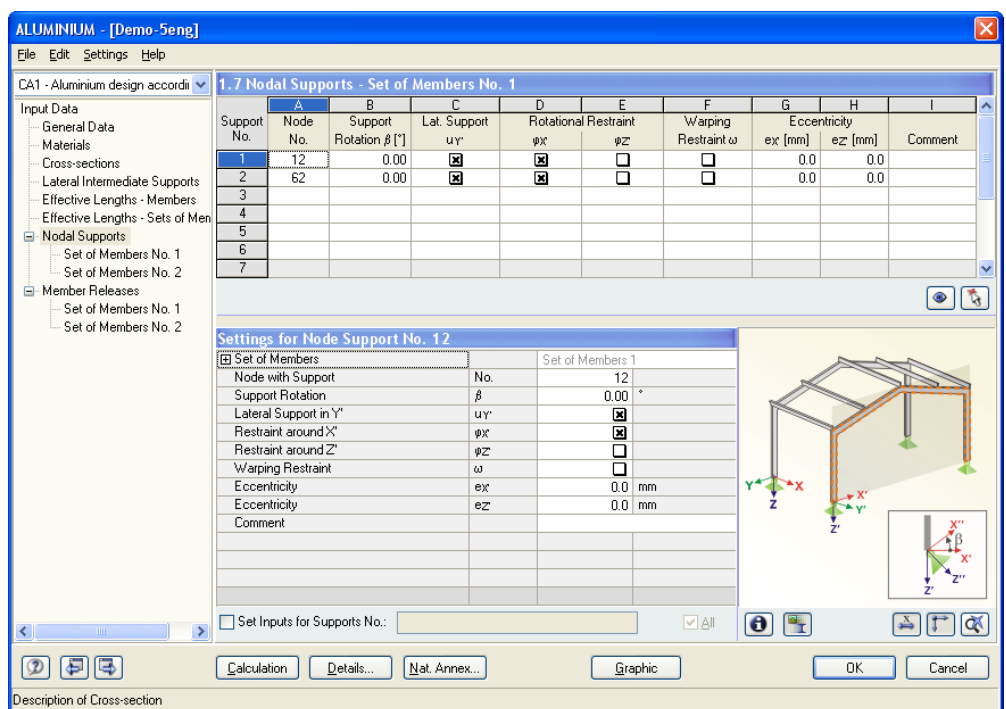 ALUMINIUM - [Demo-5eng]
File Edit Settings Help
CA1 - Aluminium design accordi
Input Data
General Data
Materials
Cross-sections
Lateral Intermediate Supports
Effective Lengths - Members
Effective Lengths - Sets of Men
Nodal Supports
Set of Members No. 1
Set of Members No. 2
Member Releases
Set of Members No. 1
Set of Members No. 2
1.7 Nodal Supports - Set of Members No. 1
A B C D E F G H I
Support Node Support Lat. Support Rotational Restraint Warping Eccentricity
No. No. Rotation β [°] uY' φX' φZ' Restraint ω eX' [mm] eZ' [mm] Comment
1 12 0.00 0.0 0.0
2 62 0.00 0.0 0.0
3
4
5
6
7
Settings for Node Support No. 12
Set of Members Set of Members 1
Node with Support No. 12
Support Rotation β 0.00 °
Lateral Support in Y' uY'
Restraint around X' φX'
Restraint around Z' φZ'
Warping Restraint ω
Eccentricity eX' 0.0 mm
Eccentricity eZ' 0.0 mm
Comment
Y X
Z
X'
Y'
Z'
X''
β
X'
Z''
Z'
Set Inputs for Supports No.: All
Calculation Details... Nat. Annex... Graphic OK Cancel
Description of Cross-section